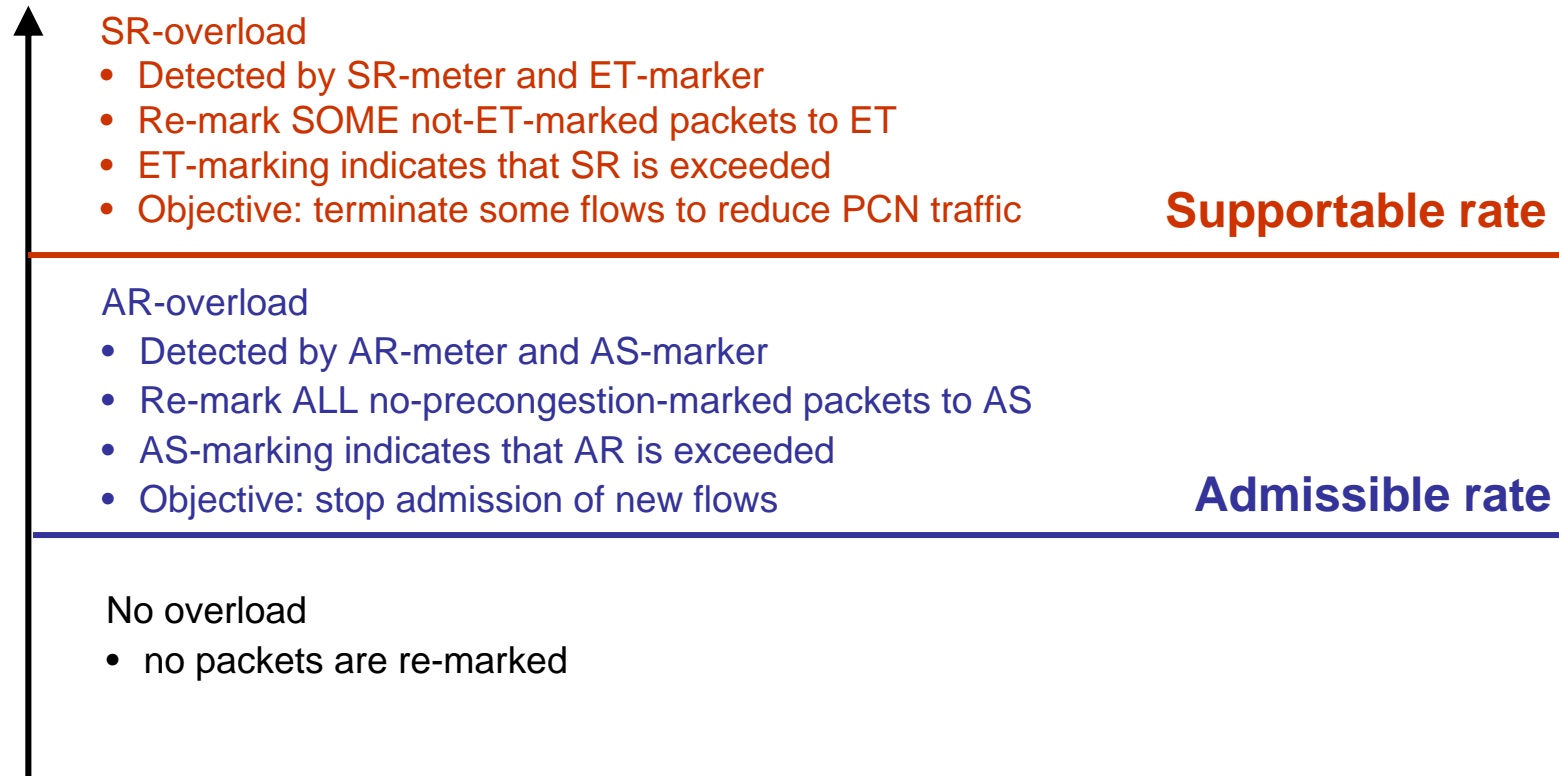 SR-overload
• Detected by SR-meter and ET-marker
• Re-mark SOME not-ET-marked packets to ET
• ET-marking indicates that SR is exceeded
• Objective: terminate some flows to reduce PCN traffic
Supportable rate
AR-overload
• Detected by AR-meter and AS-marker
• Re-mark ALL no-precongestion-marked packets to AS
• AS-marking indicates that AR is exceeded
• Objective: stop admission of new flows
Admissible rate
No overload
• no packets are re-marked